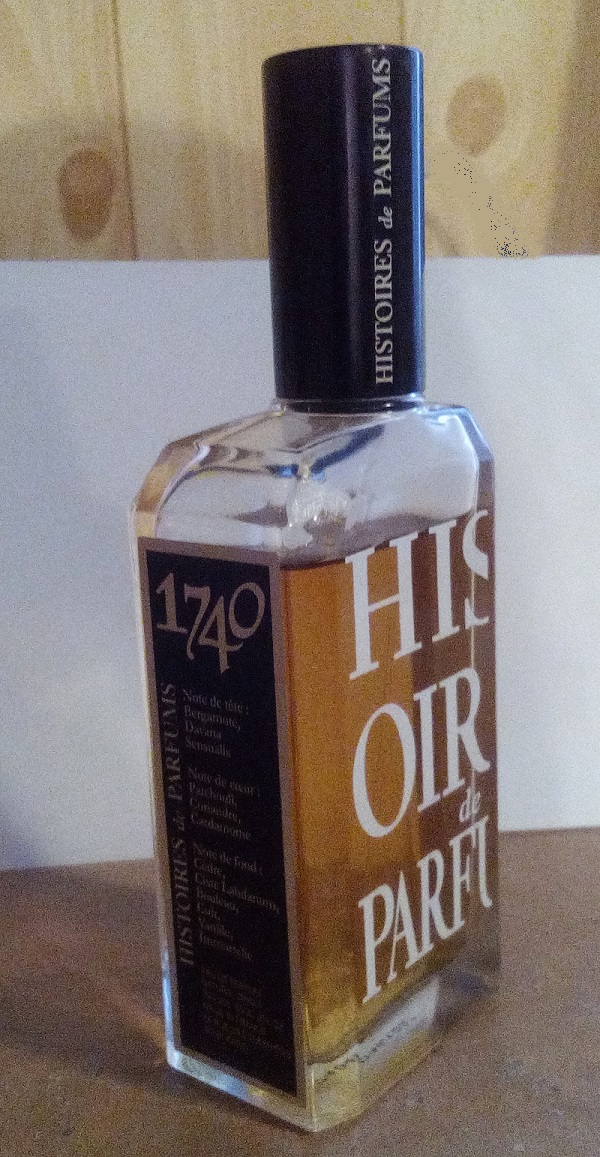 HISTOIRES de PARFUMS
HIS
OIR
de
PARFU
1740
HISTOIRES de PARFUMS
Note de tête :
Bergamote,
Davana
Sensualis
Note de cœur :
Patchouli,
Coriandre,
Cardamome
Note de fond :
Cèdre,
Ciste Labdanum,
Bouleau,
Cuir,
Vanille,
Immortelle